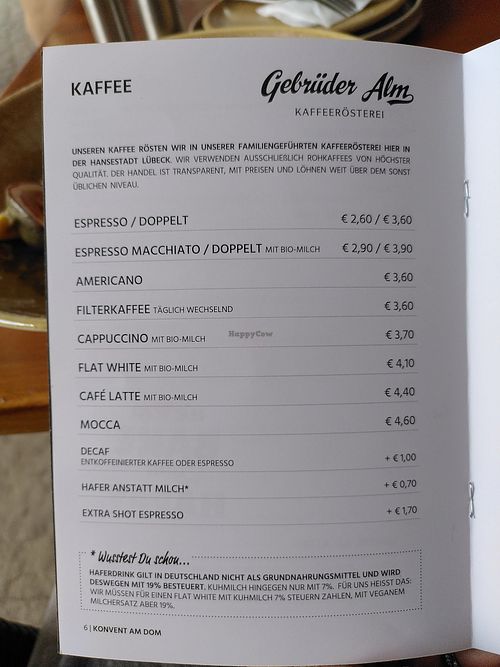 KAFFEE
Gebrüder Alm
KAFFEERÖSTEREI
UNSEREN KAFFEE RÖSTEN WIR IN UNSERER FAMILIENGEFÜHRTEN KAFFEERÖSTEREI HIER IN
DER HANSESTADT LÜBECK. WIR VERWENDEN AUSSCHLIEßLICH ROHKAFFEES VON HÖCHSTER
QUALITÄT. DER HANDEL IST TRANSPARENT, MIT PREISEN UND LÖHNEN WEIT ÜBER DEM SONST
ÜBLICHEN NIVEAU.
ESPRESSO / DOPPELT € 2,60 / € 3,60
ESPRESSO MACCHIATO / DOPPELT MIT BIO-MILCH € 2,90 / € 3,90
AMERICANO € 3,60
FILTERKAFFEE TÄGLICH WECHSELND € 3,60
CAPPUCCINO MIT BIO-MILCH € 3,70
HappyCow
FLAT WHITE MIT BIO-MILCH € 4,10
CAFÉ LATTE MIT BIO-MILCH € 4,40
MOCCA € 4,60
DECAF
ENTKOFFEINIERTER KAFFEE ODER ESPRESSO + € 1,00
HAFER ANSTATT MILCH* + € 0,70
EXTRA SHOT ESPRESSO + € 1,70
* Wusstest Du schon...
HAFERDRINK GILT IN DEUTSCHLAND NICHT ALS GRUNDNAHRUNGSMITTEL UND WIRD
DESWEGEN MIT 19% BESTEUERT. KUHMILCH HINGEGEN NUR MIT 7%. FÜR UNS HEISST DAS:
WIR MÜSSEN FÜR EINEN FLAT WHITE MIT KUHMILCH 7% STEUERN ZAHLEN, MIT VEGANEM
MILCHERSATZ ABER 19%.
6 | KONVENT AM DOM